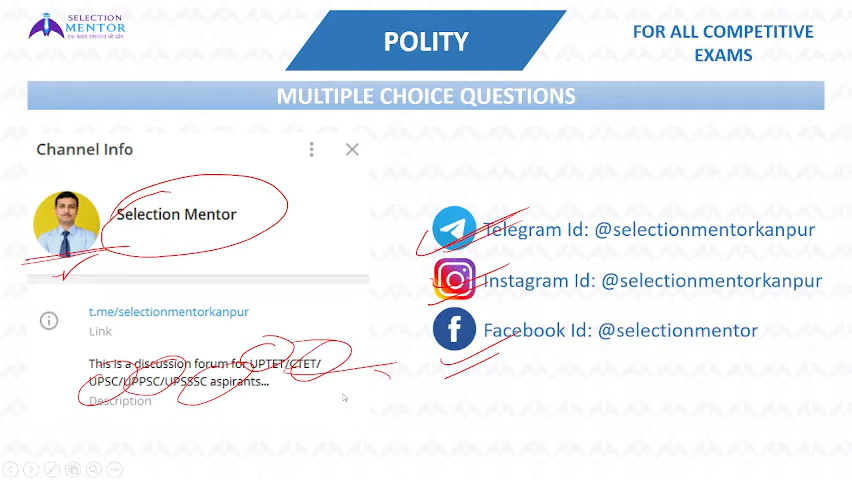 SELECTION
MENTOR
POLITY
FOR ALL COMPETITIVE
EXAMS
MULTIPLE CHOICE QUESTIONS
Channel Info
Selection Mentor
t.me/selectionmentorkanpur
Link
This is a discussion forum for UPTET/CTET/
UPSC/UPPSC/UPSSSC aspirants...
Description
Telegram Id: @selectionmentorkanpur
Instagram Id: @selectionmentorkanpur
Facebook Id: @selectionmentor